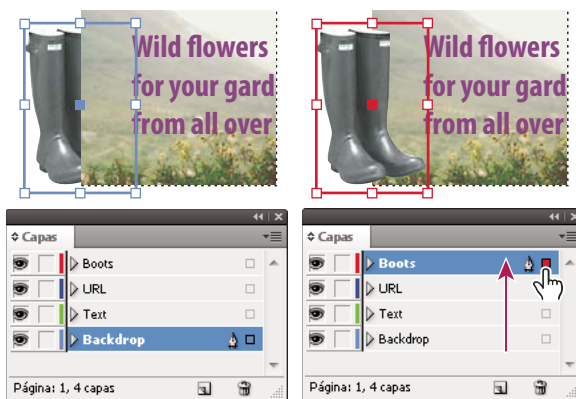 Wild flowers
for your gard
from all over
Wild flowers
for your gard
from all over
Capas
Boots
URL
Text
Backdrop
Página: 1, 4 capas
Capas
Boots
URL
Text
Backdrop
Página: 1, 4 capas